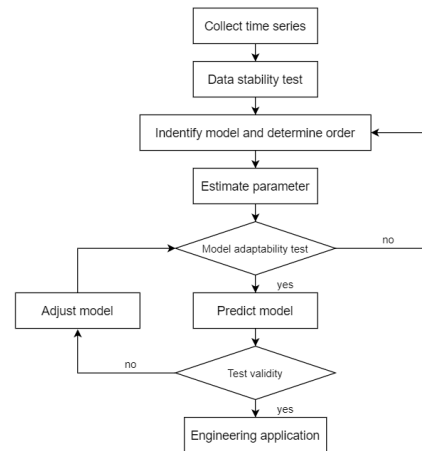 Collect time series
Data stability test
Indentify model and determine order
Estimate parameter
Model adaptability test
no
yes
Adjust model
Predict model
no
Test validity
yes
Engineering application